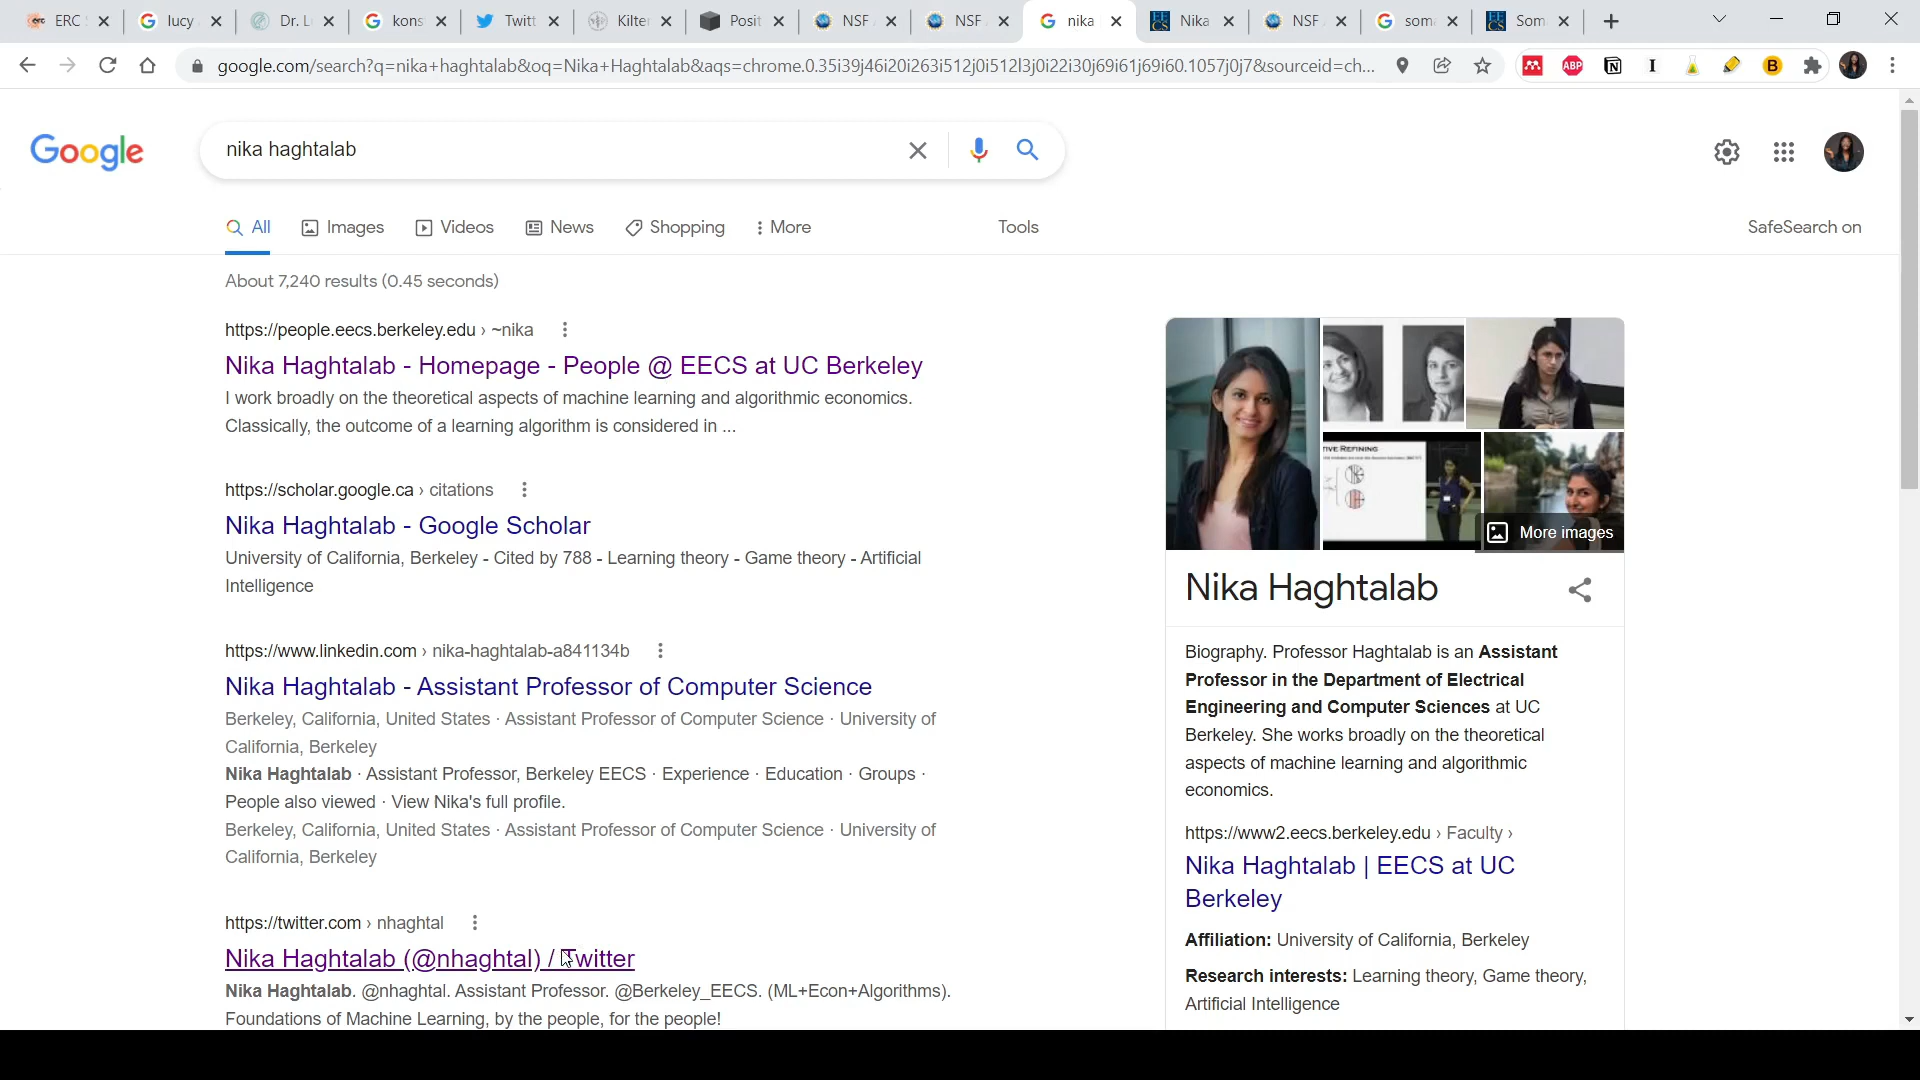 ERC
lucy
Dr. L
kons
Twitt
Kilter
Posit
NSF
NSF
nika
Nika
NSF
som
Som
google.com/search?q=nika+haghtalab&oq=Nika+Haghtalab&aqs=chrome.0.35i39j46i20i263i512j0i512l3j0i22i30j69i61j69i60.1057j0j7&sourceid=ch...
ABP
B
Google
nika haghtalab
All
Images
Videos
News
Shopping
More
Tools
SafeSearch on
About 7,240 results (0.45 seconds)
https://people.eecs.berkeley.edu › ~nika
Nika Haghtalab - Homepage - People @ EECS at UC Berkeley
I work broadly on the theoretical aspects of machine learning and algorithmic economics.
Classically, the outcome of a learning algorithm is considered in ...
https://scholar.google.ca › citations
Nika Haghtalab - Google Scholar
University of California, Berkeley - Cited by 788 - Learning theory - Game theory - Artificial
Intelligence
https://www.linkedin.com › nika-haghtalab-a841134b
Nika Haghtalab - Assistant Professor of Computer Science
Berkeley, California, United States · Assistant Professor of Computer Science · University of
California, Berkeley
Nika Haghtalab · Assistant Professor, Berkeley EECS · Experience · Education · Groups ·
People also viewed · View Nika's full profile.
Berkeley, California, United States · Assistant Professor of Computer Science · University of
California, Berkeley
https://twitter.com › nhaghtal
Nika Haghtalab (@nhaghtal) / Twitter
Nika Haghtalab. @nhaghtal. Assistant Professor. @Berkeley_EECS. (ML+Econ+Algorithms).
Foundations of Machine Learning, by the people, for the people!
TIVE REFINING
More images
Nika Haghtalab
Biography. Professor Haghtalab is an Assistant
Professor in the Department of Electrical
Engineering and Computer Sciences at UC
Berkeley. She works broadly on the theoretical
aspects of machine learning and algorithmic
economics.
https://www2.eecs.berkeley.edu › Faculty ›
Nika Haghtalab | EECS at UC
Berkeley
Affiliation: University of California, Berkeley
Research interests: Learning theory, Game theory,
Artificial Intelligence